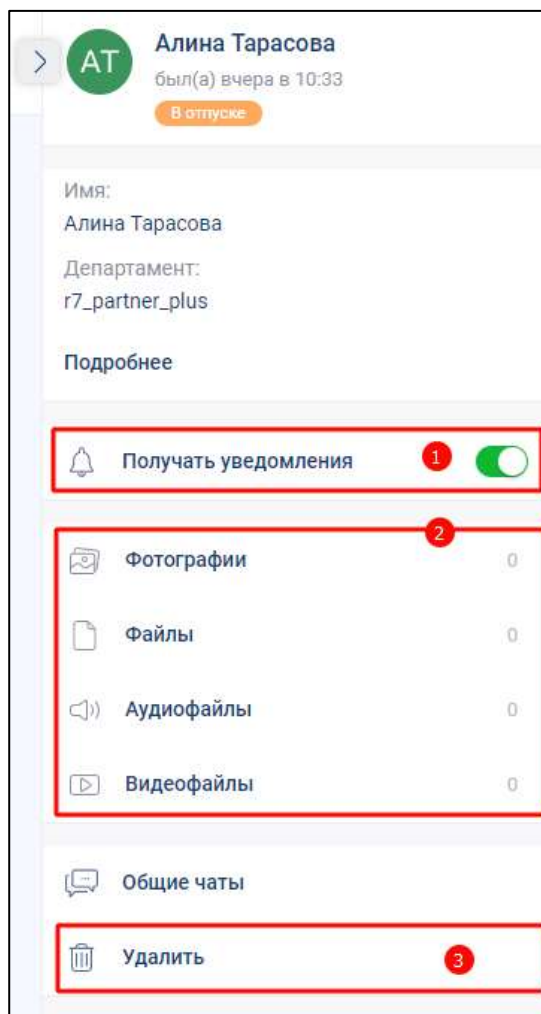 АТ
Алина Тарасова
был(а) вчера в 10:33
В отпуске
Имя:
Алина Тарасова
Департамент:
r7_partner_plus
Подробнее
Получать уведомления 1
2
Фотографии 0
Файлы 0
Аудиофайлы 0
Видеофайлы 0
Общие чаты
Удалить 3